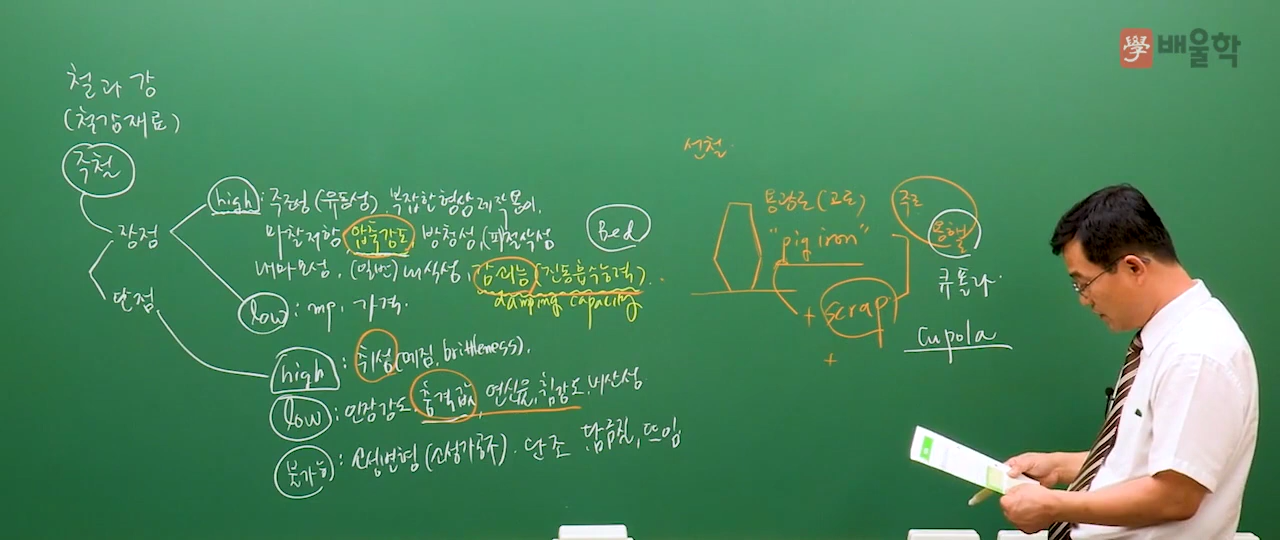 學 배울학
철과 강
(철강재료)
주철
장점
단점
high : 주조성 (유동성) 복잡한 형상 제작 용이.
마찰저항 압축강도 방청성, (피)절삭성
내마모성, (일반)내식성, 감쇠능 (진동흡수능력).
damping capacity
Bed
low : mp, 가격.
high : 취성 (메짐, brittleness).
low : 인장강도, 충격값, 연신율, 휨강도, 내산성
불가능 : 소성변형 (소성가공X). 단조 담금질, 뜨임
선철.
용광로 (고로)
"pig iron"
+ scrap
+
주로
용해
큐폴라.
Cupola